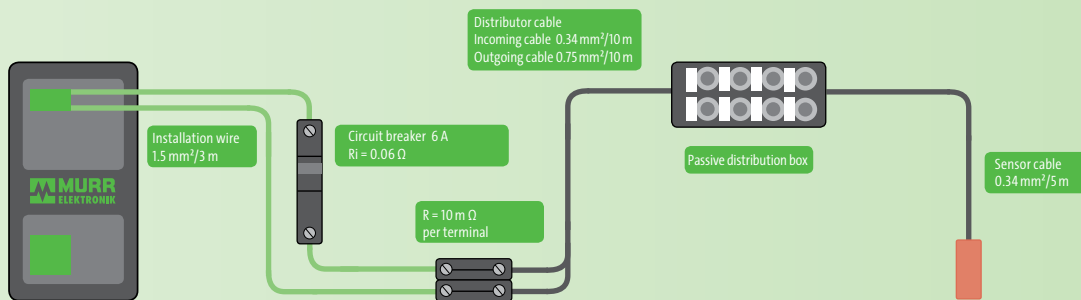 Distributor cable
Incoming cable 0.34 mm²/10 m
Outgoing cable 0.75 mm²/10 m
Installation wire
1.5 mm²/3 m
Circuit breaker 6 A
Ri = 0.06 Ω
Passive distribution box
Sensor cable
0.34 mm²/5 m
MURR
ELEKTRONIK
R = 10 m Ω
per terminal